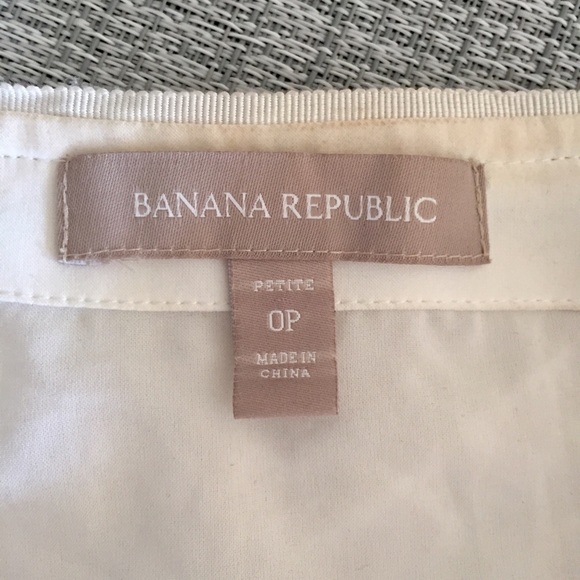 BANANA REPUBLIC
PETITE
0P
MADE IN
CHINA